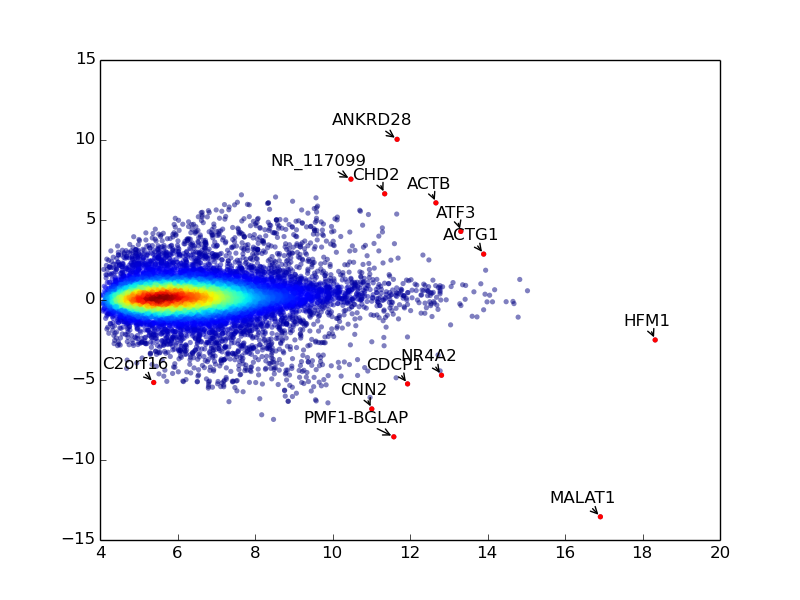 15
ANKRD28
10
NR_117099
CHD2
ACTB
5
ATF3
ACTG1
0
HFM1
NR4A2
C2orf16
CDCP1
−5
CNN2
PMF1-BGLAP
−10
MALAT1
−15
4 6 8 10 12 14 16 18 20